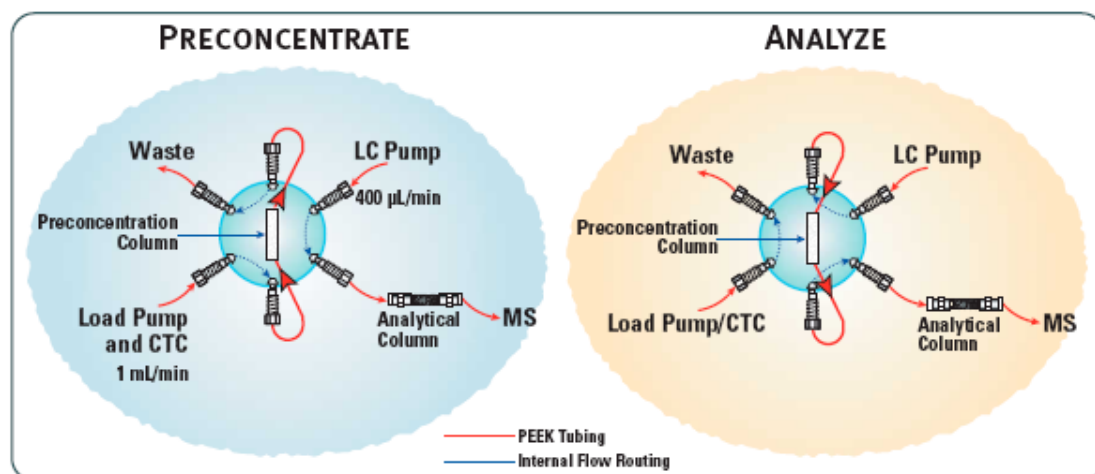 PRECONCENTRATE
Waste
LC Pump
400 µL/min
Preconcentration
Column
Load Pump
and CTC
1 mL/min
Analytical
Column
MS
ANALYZE
Waste
LC Pump
Preconcentration
Column
Load Pump/CTC
Analytical
Column
MS
PEEK Tubing
Internal Flow Routing